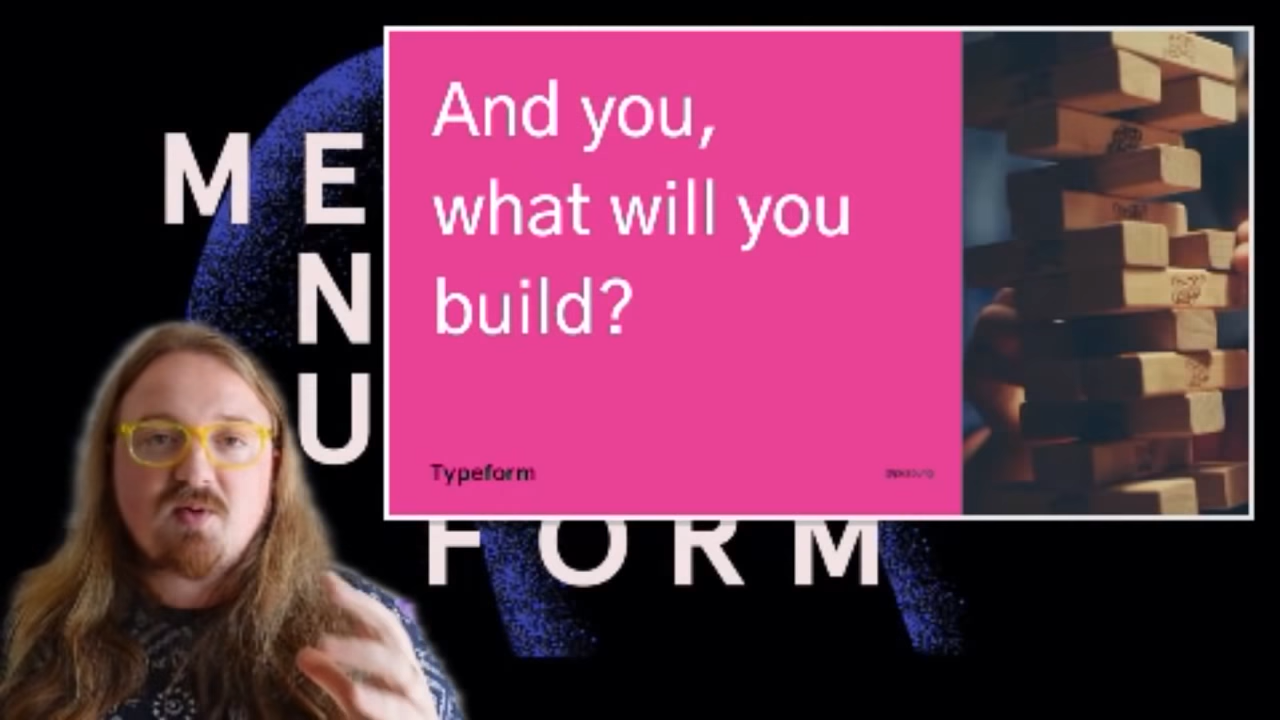 M E
And you,
what will you
N
build?
U
Typeform
F O R M